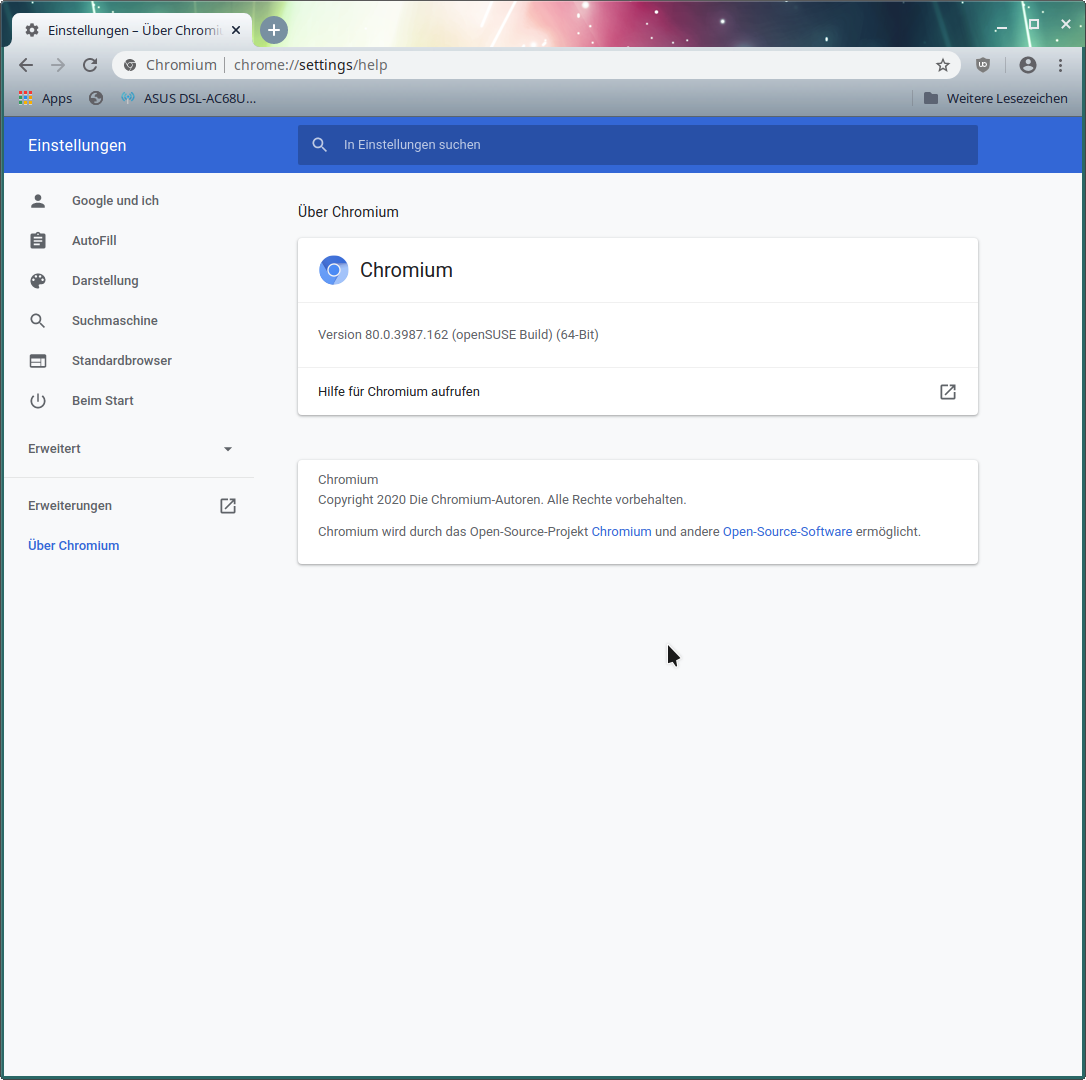 Einstellungen – Über Chromi
Chromium
chrome://settings/help
Apps
ASUS DSL-AC68U...
Weitere Lesezeichen
Einstellungen
In Einstellungen suchen
Google und ich
AutoFill
Darstellung
Suchmaschine
Standardbrowser
Beim Start
Erweitert
Erweiterungen
Über Chromium
Über Chromium
Chromium
Version 80.0.3987.162 (openSUSE Build) (64-Bit)
Hilfe für Chromium aufrufen
Chromium
Copyright 2020 Die Chromium-Autoren. Alle Rechte vorbehalten.
Chromium wird durch das Open-Source-Projekt Chromium und andere Open-Source-Software ermöglicht.